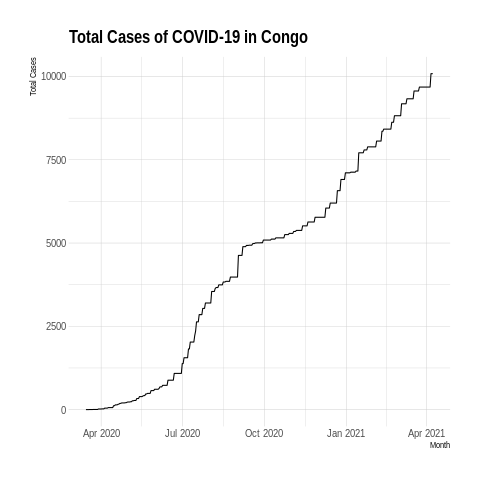 Total Cases of COVID-19 in Congo
Total Cases
10000
7500
5000
2500
0
Apr 2020 Jul 2020 Oct 2020 Jan 2021 Apr 2021
Month